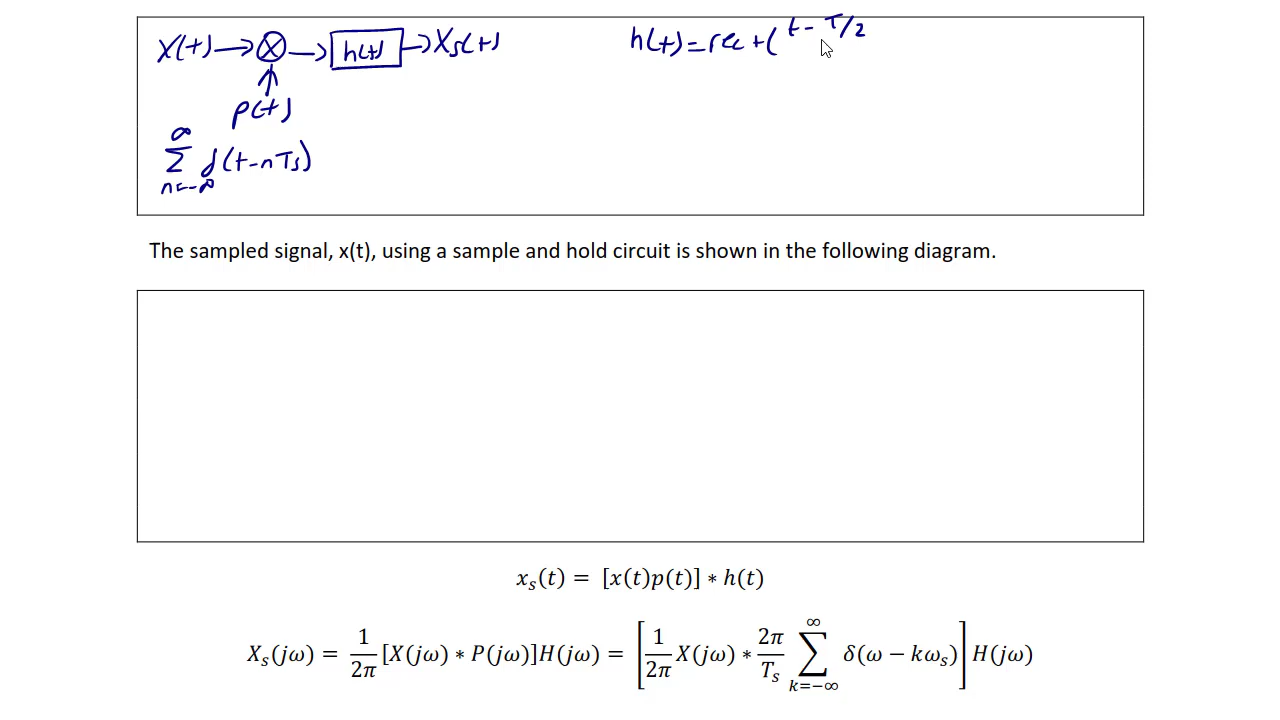 x(t) → ⊗ → h(t) → Xs(t)
h(t) = rect( t - T/2
p(t)
∞
Σ δ(t-nTs)
n=-∞
The sampled signal, x(t), using a sample and hold circuit is shown in the following diagram.
xₛ(t) = [x(t)p(t)] ∗ h(t)
Xₛ(jω) = 1/2π [X(jω) ∗ P(jω)]H(jω) = [1/2π X(jω) ∗ 2π/Tₛ ∑_{k=−∞}^{∞} δ(ω − kωₛ)] H(jω)